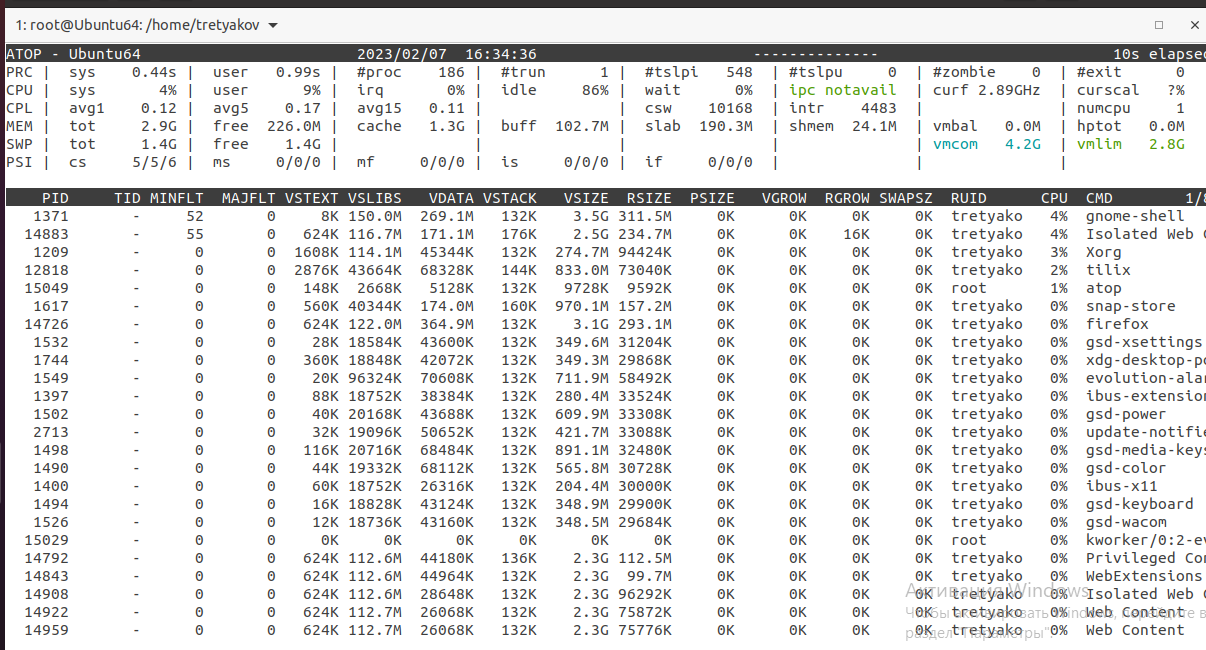 1: root@Ubuntu64: /home/tretyakov
ATOP - Ubuntu64 2023/02/07 16:34:36 -------------- 10s elapsed
PRC | sys 0.44s | user 0.99s | #proc 186 | #trun 1 | #tslpi 548 | #tslpu 0 | #zombie 0 | #exit 0
CPU | sys 4% | user 9% | irq 0% | idle 86% | wait 0% | ipc notavail | curf 2.89GHz | curscal ?%
CPL | avg1 0.12 | avg5 0.17 | avg15 0.11 | | csw 10168 | intr 4483 | | numcpu 1
MEM | tot 2.9G | free 226.0M | cache 1.3G | buff 102.7M | slab 190.3M | shmem 24.1M | vmbal 0.0M | hptot 0.0M
SWP | tot 1.4G | free 1.4G | | | | | vmcom 4.2G | vmlim 2.8G
PSI | cs 5/5/6 | ms 0/0/0 | mf 0/0/0 | is 0/0/0 | if 0/0/0 | | |
PID TID MINFLT MAJFLT VSTEXT VSLIBS VDATA VSTACK VSIZE RSIZE PSIZE VGROW RGROW SWAPSZ RUID CPU CMD 1/8
1371 - 52 0 8K 150.0M 269.1M 132K 3.5G 311.5M 0K 0K 0K 0K tretyako 4% gnome-shell
14883 - 55 0 624K 116.7M 171.1M 176K 2.5G 234.7M 0K 0K 16K 0K tretyako 4% Isolated Web C
1209 - 0 0 1608K 114.1M 45344K 132K 274.7M 94424K 0K 0K 0K 0K tretyako 3% Xorg
12818 - 0 0 2876K 43664K 68328K 144K 833.0M 73040K 0K 0K 0K 0K tretyako 2% tilix
15049 - 0 0 148K 2668K 5128K 132K 9728K 9592K 0K 0K 0K 0K root 1% atop
1617 - 0 0 560K 40344K 174.0M 160K 970.1M 157.2M 0K 0K 0K 0K tretyako 0% snap-store
14726 - 0 0 624K 122.0M 364.9M 132K 3.1G 293.1M 0K 0K 0K 0K tretyako 0% firefox
1532 - 0 0 28K 18584K 43600K 132K 349.6M 31204K 0K 0K 0K 0K tretyako 0% gsd-xsettings
1744 - 0 0 360K 18848K 42072K 132K 349.3M 29868K 0K 0K 0K 0K tretyako 0% xdg-desktop-po
1549 - 0 0 20K 96324K 70608K 132K 711.9M 58492K 0K 0K 0K 0K tretyako 0% evolution-alar
1397 - 0 0 88K 18752K 38384K 132K 280.4M 33524K 0K 0K 0K 0K tretyako 0% ibus-extension
1502 - 0 0 40K 20168K 43688K 132K 609.9M 33308K 0K 0K 0K 0K tretyako 0% gsd-power
2713 - 0 0 32K 19096K 50652K 132K 421.7M 33088K 0K 0K 0K 0K tretyako 0% update-notifie
1498 - 0 0 116K 20716K 68484K 132K 891.1M 32480K 0K 0K 0K 0K tretyako 0% gsd-media-keys
1490 - 0 0 44K 19332K 68112K 132K 565.8M 30728K 0K 0K 0K 0K tretyako 0% gsd-color
1400 - 0 0 60K 18752K 26316K 132K 204.4M 30000K 0K 0K 0K 0K tretyako 0% ibus-x11
1494 - 0 0 16K 18828K 43124K 132K 348.9M 29900K 0K 0K 0K 0K tretyako 0% gsd-keyboard
1526 - 0 0 12K 18736K 43160K 132K 348.5M 29684K 0K 0K 0K 0K tretyako 0% gsd-wacom
15029 - 0 0 0K 0K 0K 0K 0K 0K 0K 0K 0K 0K root 0% kworker/0:2-ev
14792 - 0 0 624K 112.6M 44180K 136K 2.3G 112.5M 0K 0K 0K 0K tretyako 0% Privileged Con
14843 - 0 0 624K 112.6M 44964K 132K 2.3G 99.7M 0K 0K 0K 0K tretyako 0% WebExtensions
14908 - 0 0 624K 112.6M 28648K 132K 2.3G 96292K 0K 0K 0K 0K tretyako 0% Isolated Web C
14922 - 0 0 624K 112.7M 26068K 132K 2.3G 75872K 0K 0K 0K 0K tretyako 0% Web Content
14959 - 0 0 624K 112.7M 26068K 132K 2.3G 75776K 0K 0K 0K 0K tretyako 0% Web Content
Активация Windows
Чтобы активировать Windows, перейдите в
раздел "Параметры".